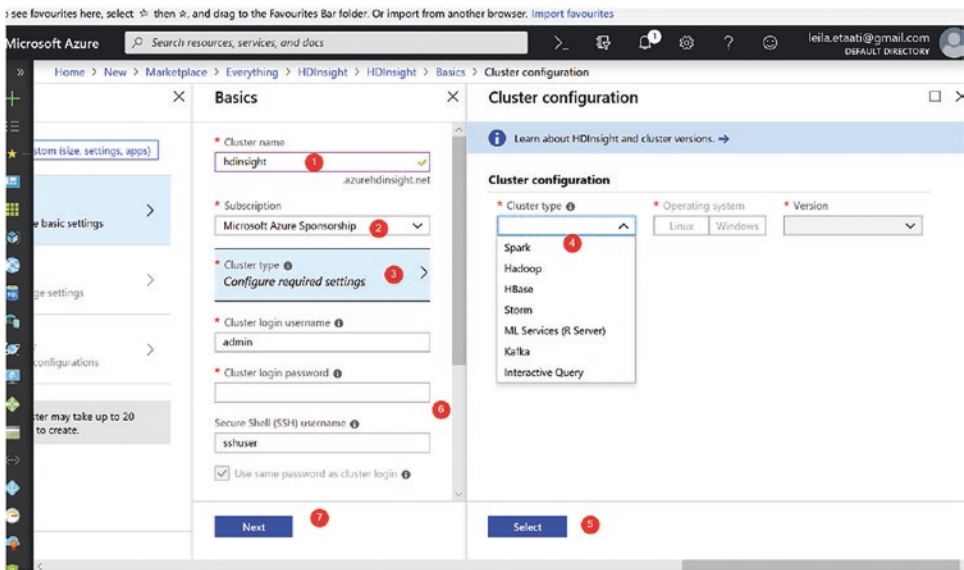 see favourites here, select ☆ then ☆, and drag to the Favourites Bar folder. Or import from another browser. Import favourites
Microsoft Azure
Search resources, services, and docs
1
leila.etaati@gmail.com
DEFAULT DIRECTORY
Home > New > Marketplace > Everything > HDInsight > HDInsight > Basics > Cluster configuration
stom (size, settings, apps)
e basic settings
ge settings
configurations
ter may take up to 20
to create.
Basics
* Cluster name
hdinsight
1
.azurehdinsight.net
* Subscription
Microsoft Azure Sponsorship
2
* Cluster type
Configure required settings
3
* Cluster login username
admin
* Cluster login password
6
Secure Shell (SSH) username
sshuser
Use same password as cluster login
Next
7
Cluster configuration
Learn about HDInsight and cluster versions. →
Cluster configuration
* Cluster type
* Operating system
* Version
Linux
Windows
4
Spark
Hadoop
HBase
Storm
ML Services (R Server)
Kafka
Interactive Query
Select
5